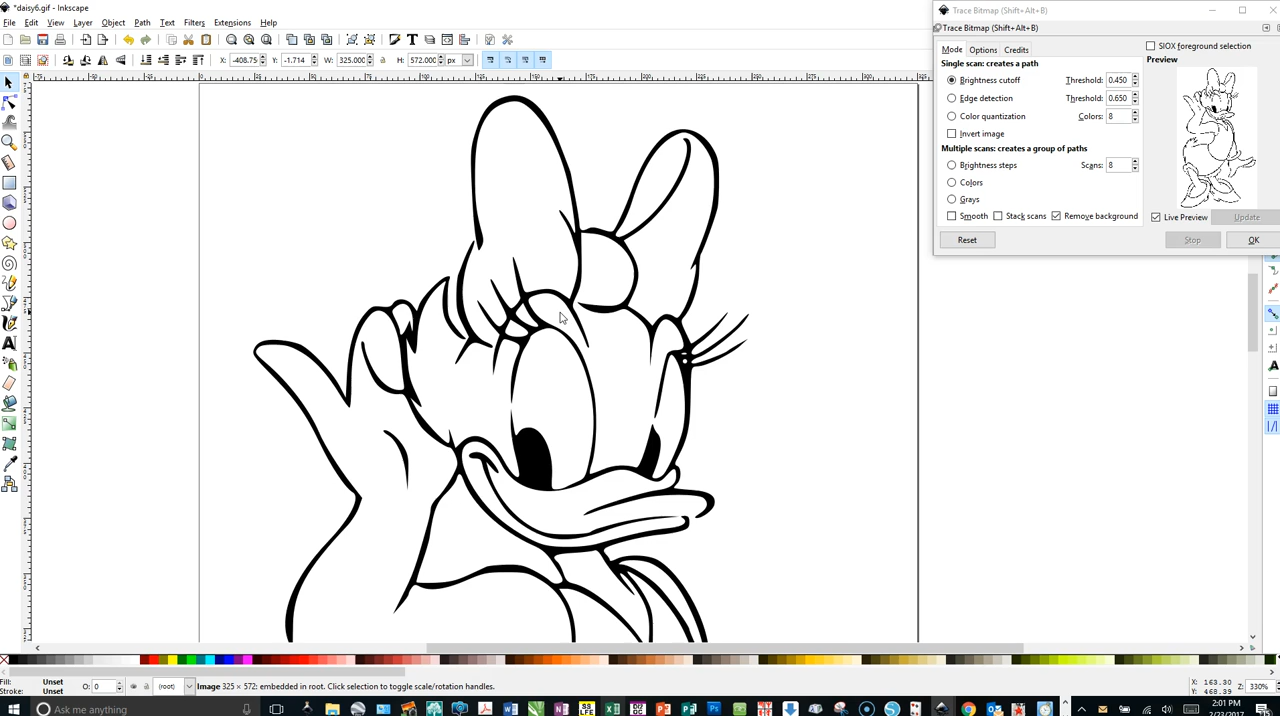 *daisy6.gif - Inkscape
Trace Bitmap (Shift+Alt+B)
File Edit View Layer Object Path Text Filters Extensions Help
Trace Bitmap (Shift+Alt+B)
X: -408.75 Y: -1.714 W: 325.000 H: 572.000 px
Mode Options Credits
SIOX foreground selection
Single scan: creates a path
Preview
Brightness cutoff Threshold: 0.450
Edge detection Threshold: 0.650
Color quantization Colors: 8
Invert image
Multiple scans: creates a group of paths
Brightness steps Scans: 8
Colors
Grays
Smooth Stack scans Remove background
Live Preview Update
Reset Stop OK
Fill: Unset
Stroke: Unset
O: 0
(root)
Image 325 × 572: embedded in root. Click selection to toggle scale/rotation handles.
X: 163.30
Y: 468.39
Z: 330%
Ask me anything
2:01 PM